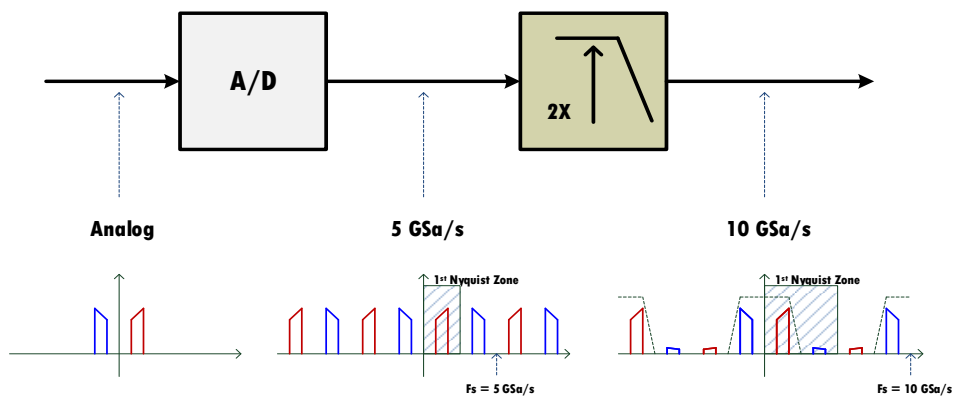 A/D
2X
Analog
5 GSa/s
10 GSa/s
1st Nyquist Zone
1st Nyquist Zone
Fs = 5 GSa/s
Fs = 10 GSa/s